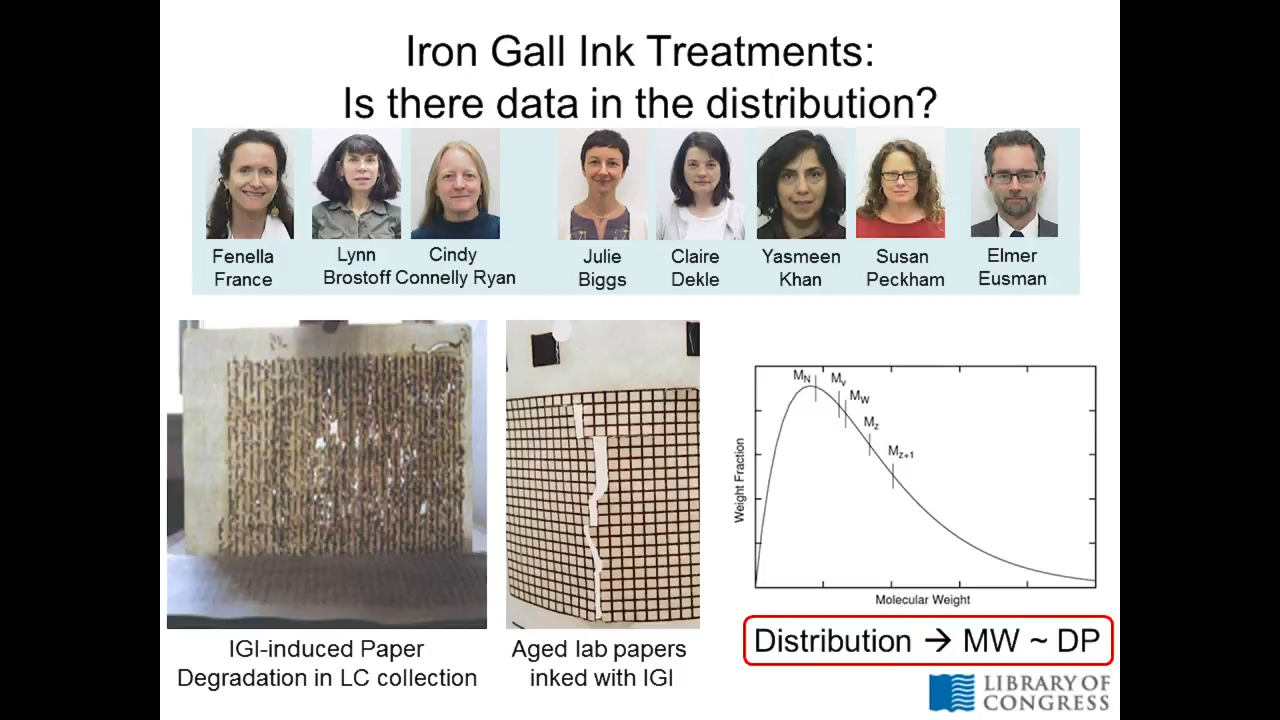 Iron Gall Ink Treatments:
Is there data in the distribution?
Fenella
France
Lynn
Brostoff
Cindy
Connelly Ryan
Julie
Biggs
Claire
Dekle
Yasmeen
Khan
Susan
Peckham
Elmer
Eusman
IGI-induced Paper
Degradation in LC collection
Aged lab papers
inked with IGI
Weight Fraction
M_N
M_v
M_W
M_z
M_z+1
Molecular Weight
Distribution → MW ~ DP
LIBRARY OF
CONGRESS